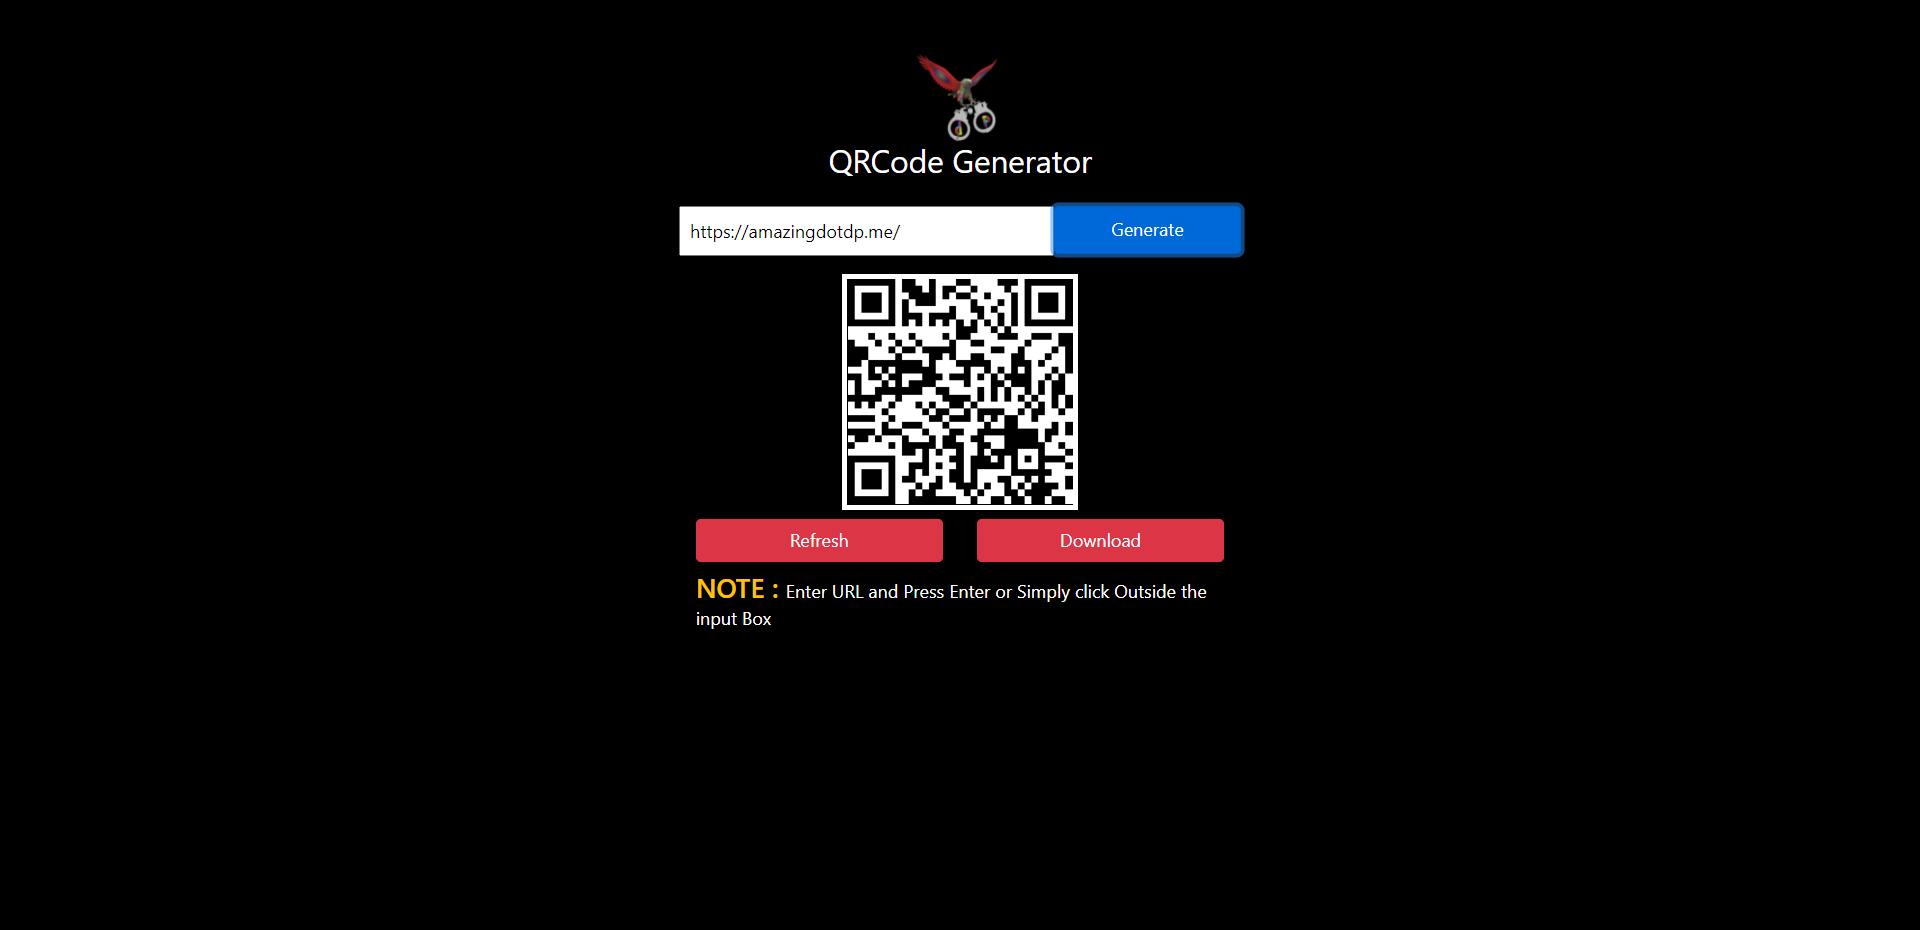 QRCode Generator
https://amazingdotdp.me/
Generate
Refresh
Download
NOTE : Enter URL and Press Enter or Simply click Outside the
input Box